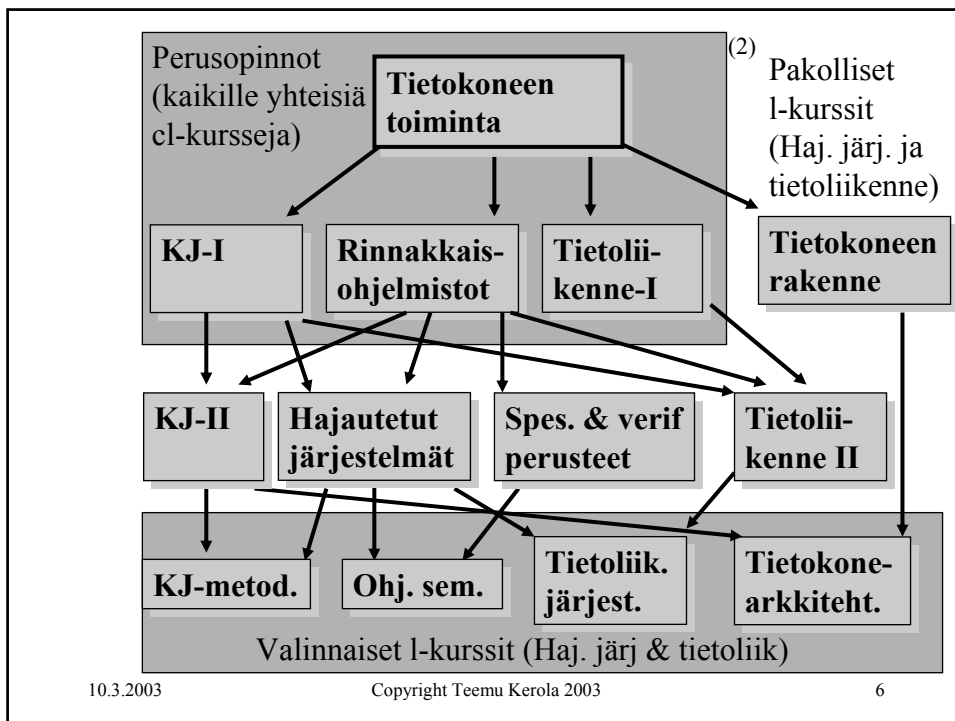 Perusopinnot
(kaikille yhteisiä
cl-kursseja)
Tietokoneen
toiminta
(2)
Pakolliset
l-kurssit
(Haj. järj. ja
tietoliikenne)
KJ-I
Rinnakkais-
ohjelmistot
Tietolii-
kenne-I
Tietokoneen
rakenne
KJ-II
Hajautetut
järjestelmät
Spes. & verif
perusteet
Tietolii-
kenne II
KJ-metod.
Ohj. sem.
Tietoliik.
järjest.
Tietokone-
arkkiteht.
Valinnaiset l-kurssit (Haj. järj & tietoliik)
10.3.2003 Copyright Teemu Kerola 2003 6